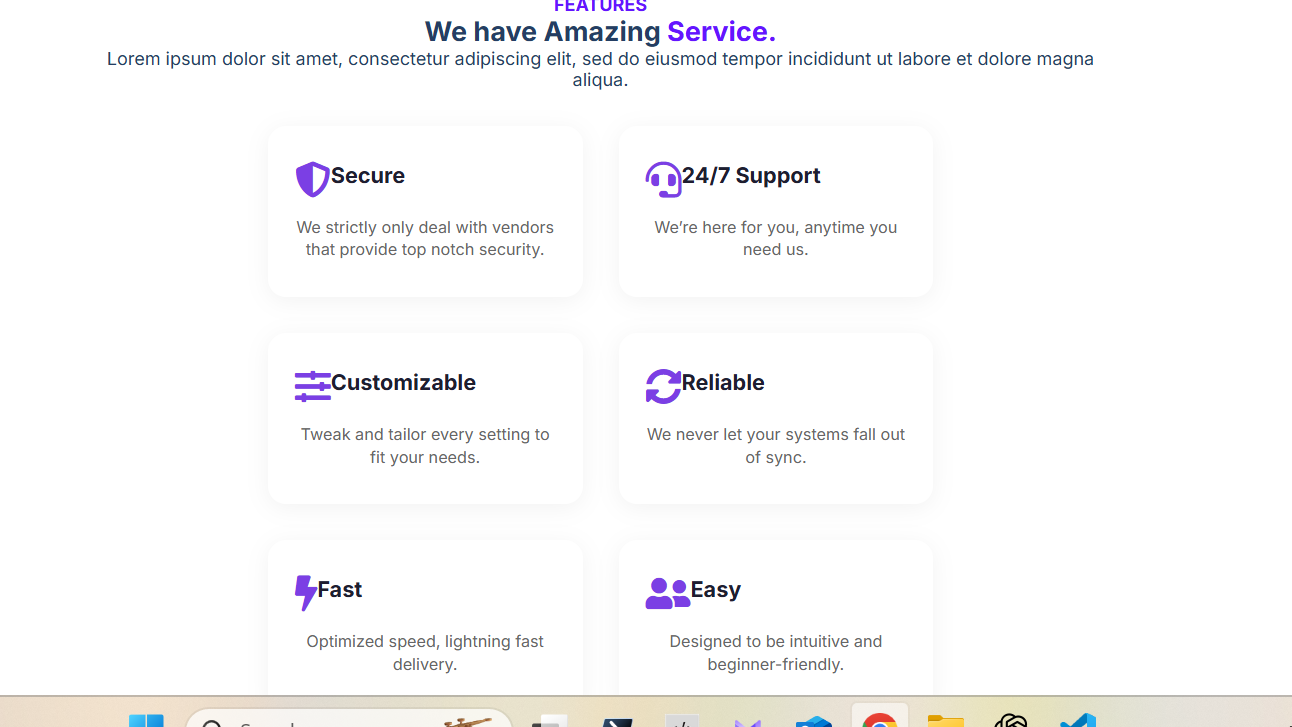 FEATURES
We have Amazing Service.
Lorem ipsum dolor sit amet, consectetur adipiscing elit, sed do eiusmod tempor incididunt ut labore et dolore magna
aliqua.
Secure
We strictly only deal with vendors
that provide top notch security.
24/7 Support
We’re here for you, anytime you
need us.
Customizable
Tweak and tailor every setting to
fit your needs.
Reliable
We never let your systems fall out
of sync.
Fast
Optimized speed, lightning fast
delivery.
Easy
Designed to be intuitive and
beginner-friendly.